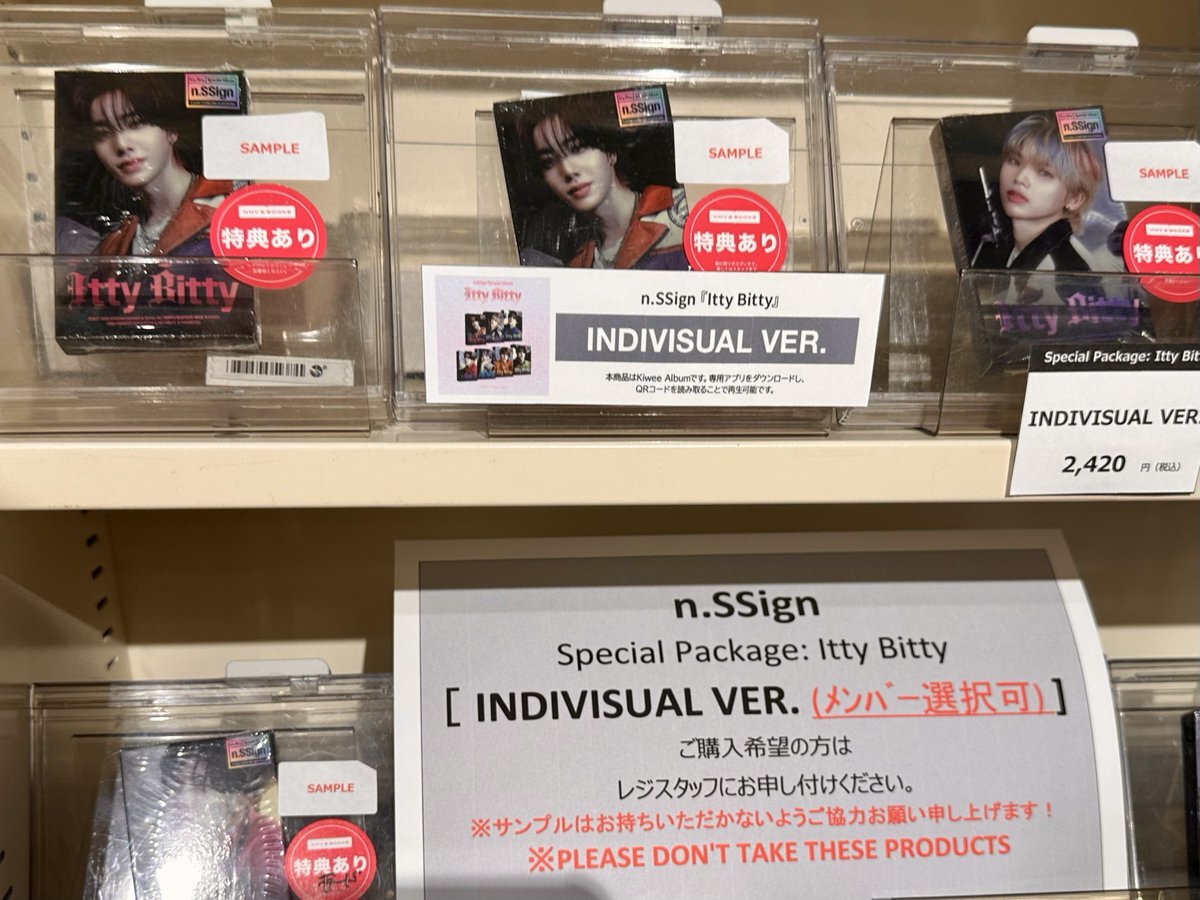 n.SSign
SAMPLE
特典あり
Itty Bitty
n.SSign
SAMPLE
特典あり
n.SSign
SAMPLE
特典あり
Itty Bitty
Itty Bitty
n.SSign『Itty Bitty』
INDIVISUAL VER.
本商品はKiwee Albumです。専用アプリをダウンロードし、
QRコードを読み取ることで再生可能です。
Special Package: Itty Bit
INDIVISUAL VER.
2,420 円(税込)
n.SSign
Special Package: Itty Bitty
[ INDIVISUAL VER. (メンバー選択可) ]
ご購入希望の方は
レジスタッフにお申し付けください。
※サンプルはお持ちいただかないようご協力お願い申し上げます!
※PLEASE DON'T TAKE THESE PRODUCTS
n.SSign
SAMPLE
特典あり